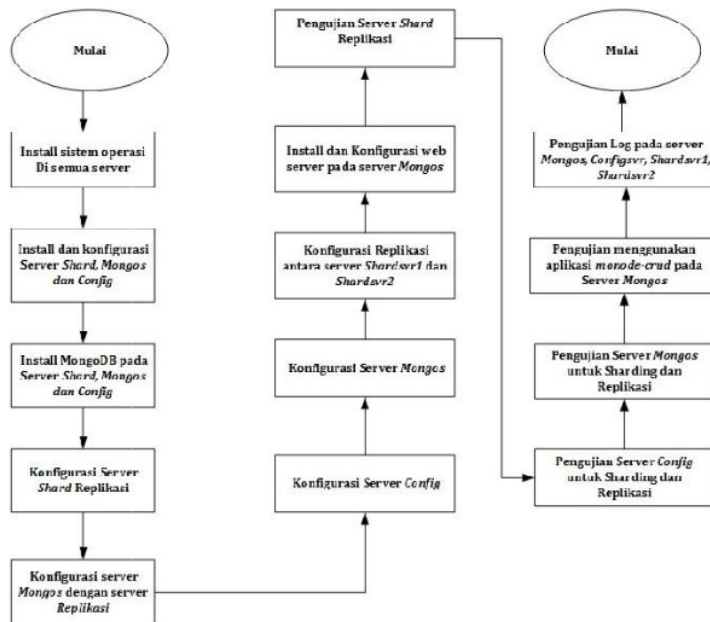 Mulai
Install sistem operasi
Di semua server
Install dan konfigurasi
Server Shard, Mongos
dan Config
Install MongoDB pada
Server Shard, Mongos
dan Config
Konfigurasi Server
Shard Replikasi
Konfigurasi server
Mongos dengan server
Replikasi
Konfigurasi Server Config
Konfigurasi Server Mongos
Konfigurasi Replikasi
antara server Shardsvr1 dan
Shardsvr2
Install dan Konfigurasi web
server pada server Mongos
Pengujian Server Shard
Replikasi
Pengujian Server Config
untuk Sharding dan
Replikasi
Pengujian Server Mongos
untuk Sharding dan
Replikasi
Pengujian menggunakan
aplikasi monode-crud pada
Server Mongos
Pengujian Log pada server
Mongos, Configsvr, Shardsvr1,
Shardsvr2
Mulai